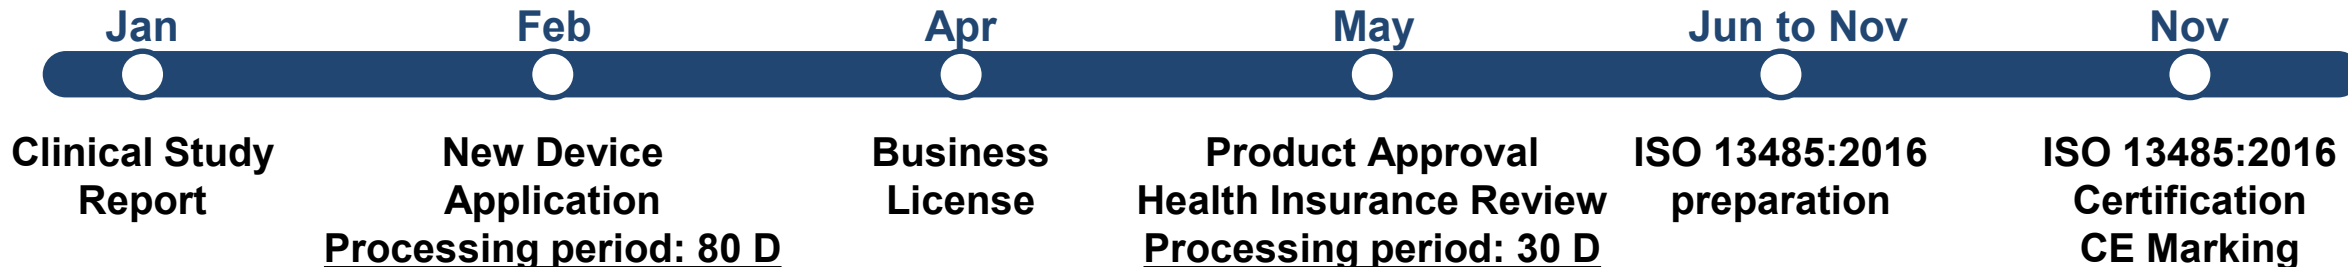 Jan
Feb
Apr
May
Jun to Nov
Nov
Clinical Study
Report
New Device
Application
Processing period: 80 D
Business
License
Product Approval
Health Insurance Review
Processing period: 30 D
ISO 13485:2016
preparation
ISO 13485:2016
Certification
CE Marking